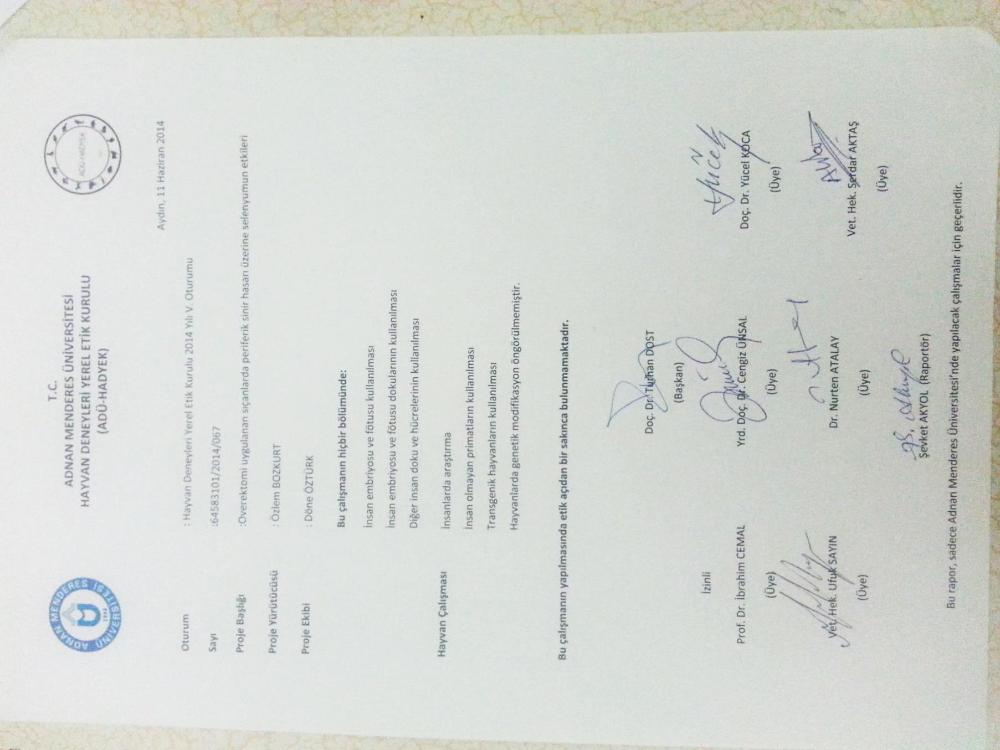 T.C.
ADNAN MENDERES ÜNİVERSİTESİ
HAYVAN DENEYLERİ YEREL ETİK KURULU
(ADÜ-HADYEK)
ADNAN MENDERES ÜNİVERSİTESİ
1992
ADÜ-HADYEK
Aydın, 11 Haziran 2014
Oturum : Hayvan Deneyleri Yerel Etik Kurulu 2014 Yılı V. Oturumu
Sayı :64583101/2014/067
Proje Başlığı :Overektomi uygulanan sıçanlarda periferik sinir hasarı üzerine selenyumun etkileri
Proje Yürütücüsü : Özlem BOZKURT
Proje Ekibi : Döne ÖZTÜRK
Bu çalışmanın hiçbir bölümünde:
İnsan embriyosu ve fötusu kullanılması
İnsan embriyosu ve fötusu dokularının kullanılması
Diğer insan doku ve hücrelerinin kullanılması
Hayvan Çalışması İnsanlarda araştırma
İnsan olmayan primatların kullanılması
Transgenik hayvanların kullanılması
Hayvanlarda genetik modifikasyon öngörülmemiştir.
Bu çalışmanın yapılmasında etik açıdan bir sakınca bulunmamaktadır.
Doç. Dr. Turhan DOST
(Başkan)
İzinli
Prof. Dr. İbrahim CEMAL Yrd. Doç. Dr. Cengiz ÜNSAL Doç. Dr. Yücel KOCA
(Üye) (Üye) (Üye)
Vet. Hek. Ufuk SAYIN Dr. Nurten ATALAY Vet. Hek. Serdar AKTAŞ
(Üye) (Üye) (Üye)
Şevket AKYOL (Raportör)
Bu rapor, sadece Adnan Menderes Üniversitesi'nde yapılacak çalışmalar için geçerlidir.